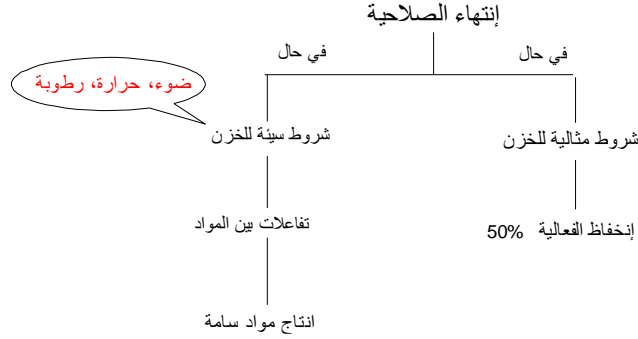 إنتهاء الصلاحية
في حال
في حال
ضوء، حرارة، رطوبة
شروط مثالية للخزن
شروط سيئة للخزن
إنخفاظ الفعالية 50%
تفاعلات بين المواد
انتاج مواد سامة